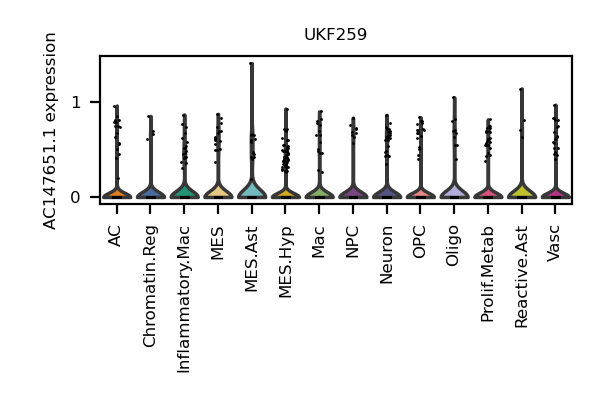 UKF259
AC147651.1 expression
1
0
AC
Chromatin.Reg
Inflammatory.Mac
MES
MES.Ast
MES.Hyp
Mac
NPC
Neuron
OPC
Oligo
Prolif.Metab
Reactive.Ast
Vasc